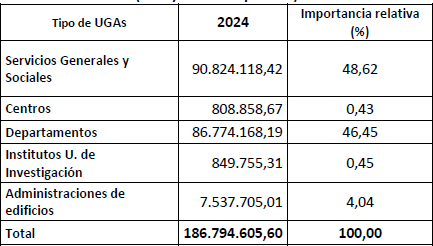 Tipo de UGAs 2024 Importancia relativa
(%)
Servicios Generales y
Sociales 90.824.118,42 48,62
Centros 808.858,67 0,43
Departamentos 86.774.168,19 46,45
Institutos U. de
Investigación 849.755,31 0,45
Administraciones de
edificios 7.537.705,01 4,04
Total 186.794.605,60 100,00